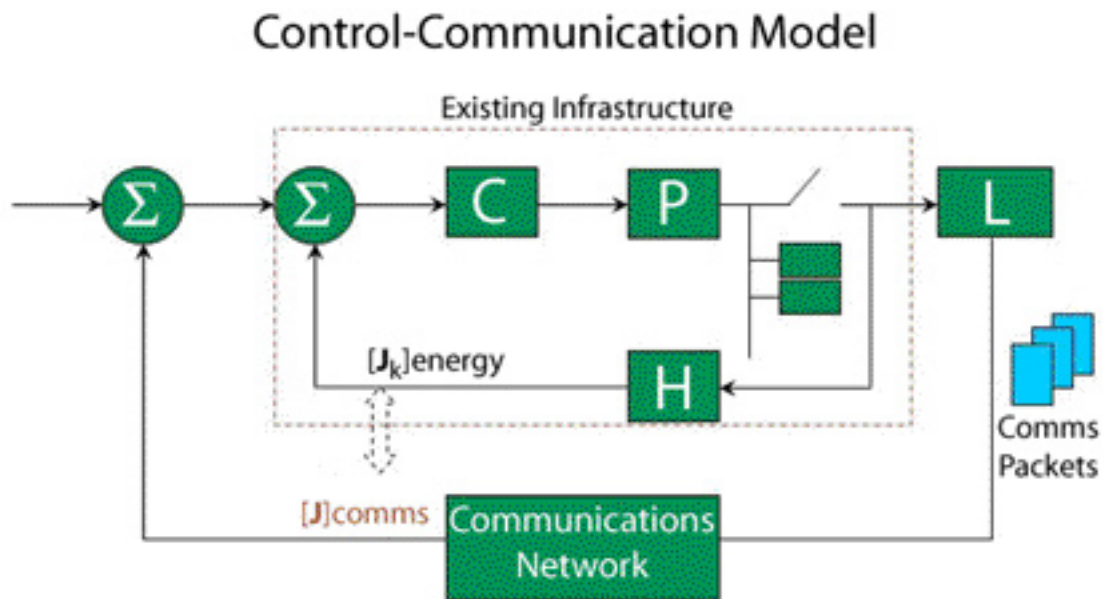 Control-Communication Model
Existing Infrastructure
Σ
Σ
C
P
L
[Jk]energy
H
Comms
Packets
[J]comms
Communications
Network